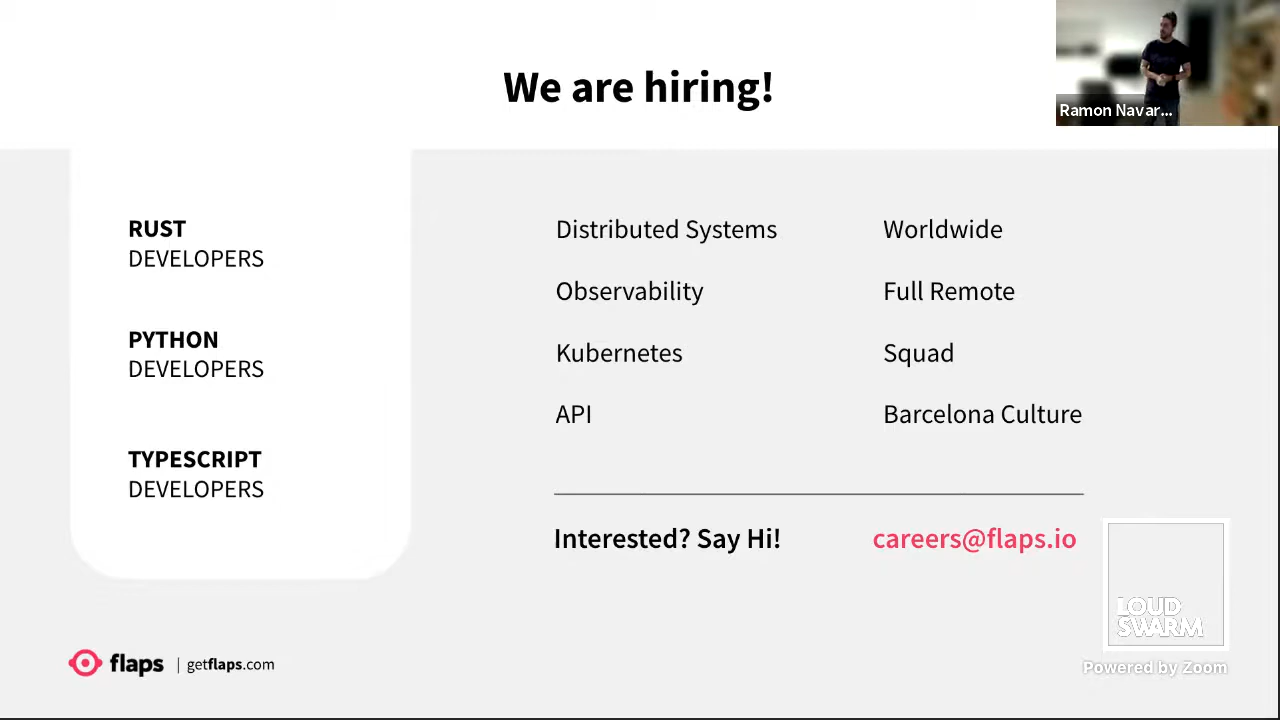 We are hiring!
Ramon Navar...
RUST
DEVELOPERS
PYTHON
DEVELOPERS
TYPESCRIPT
DEVELOPERS
Distributed Systems
Worldwide
Observability
Full Remote
Kubernetes
Squad
API
Barcelona Culture
Interested? Say Hi!
careers@flaps.io
LOUD
SWARM
Powered by Zoom
flaps | getflaps.com